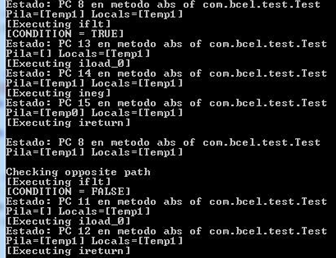 Estado: PC 8 en metodo abs of com.bcel.test.Test
Pila=[Temp1] Locals=[Temp1]
[Executing iflt]
[CONDITION = TRUE]
Estado: PC 13 en metodo abs of com.bcel.test.Test
Pila=[] Locals=[Temp1]
[Executing iload_0]
Estado: PC 14 en metodo abs of com.bcel.test.Test
Pila=[Temp1] Locals=[Temp1]
[Executing ineg]
Estado: PC 15 en metodo abs of com.bcel.test.Test
Pila=[Temp0] Locals=[Temp1]
[Executing ireturn]
Estado: PC 8 en metodo abs of com.bcel.test.Test
Pila=[Temp1] Locals=[Temp1]
Checking opposite path
[Executing iflt]
[CONDITION = FALSE]
Estado: PC 11 en metodo abs of com.bcel.test.Test
Pila=[] Locals=[Temp1]
[Executing iload_0]
Estado: PC 12 en metodo abs of com.bcel.test.Test
Pila=[Temp1] Locals=[Temp1]
[Executing ireturn]